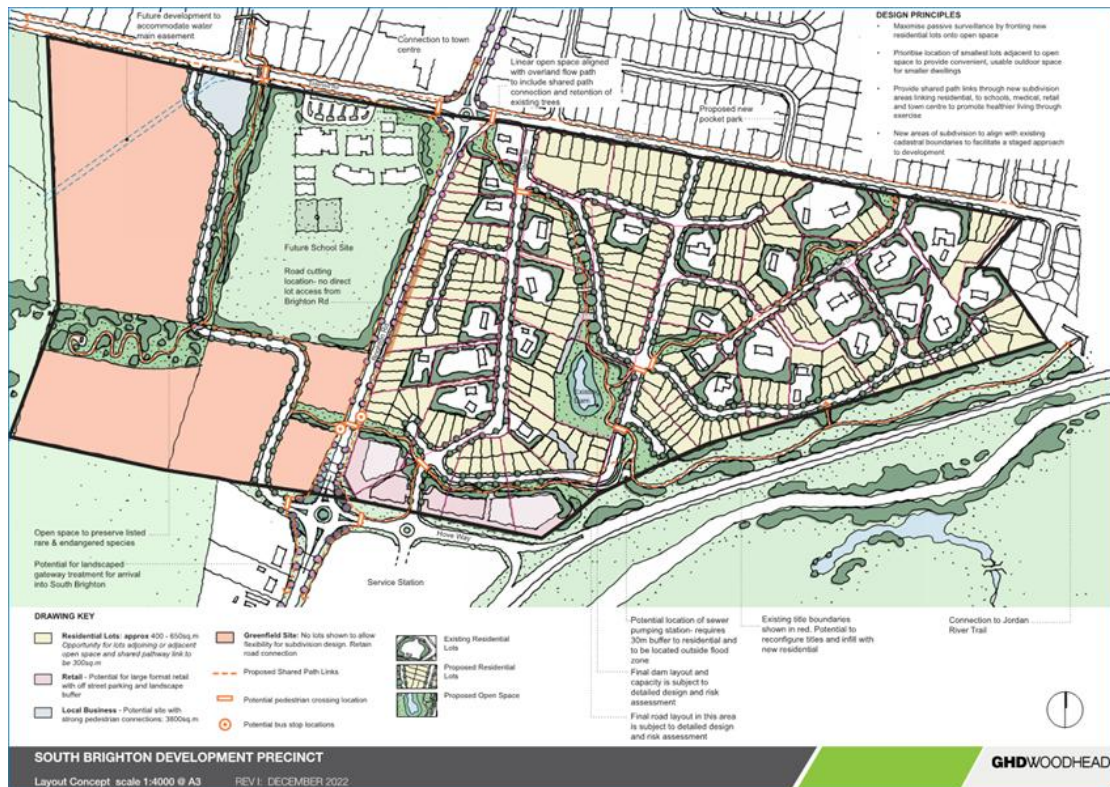 Future development to
accommodate water
main easement
Connection to town
centre
Linear open space aligned
with overland flow path
to include shared path
connection and retention of
existing trees
Proposed new
pocket park
DESIGN PRINCIPLES
• Maximise passive surveillance by fronting new
residential lots onto open space
• Prioritise location of smallest lots adjacent to open
space to provide convenient, usable outdoor space
for smaller dwellings
• Provide shared path links through new subdivision
areas linking residential, to schools, medical, retail
and town centre to promote healthier living through
exercise
• New areas of subdivision to align with existing
cadastral boundaries to facilitate a staged approach
to development
Future School Site
Road cutting
location- no direct
lot access from
Brighton Rd
Existing
Dam
Open space to preserve listed
rare & endangered species
Potential for landscaped
gateway treatment for arrival
into South Brighton
Hove Way
Service Station
DRAWING KEY
Residential Lots: approx 400 - 650sq.m
Opportunity for lots adjoining or adjacent
open space and shared pathway link to
be 300sq.m
Retail - Potential for large format retail
with off street parking and landscape
buffer
Local Business - Potential site with
strong pedestrian connections. 3800sq.m
Greenfield Site: No lots shown to allow
flexibility for subdivision design. Retain
road connection
Proposed Shared Path Links
Potential pedestrian crossing location
Potential bus stop locations
Existing Residential
Lots
Proposed Residential
Lots
Proposed Open Space
Potential location of sewer
pumping station- requires
30m buffer to residential and
to be located outside flood
zone
Final dam layout and
capacity is subject to
detailed design and risk
assessment
Final road layout in this area
is subject to detailed design
and risk assessment
Existing title boundaries
shown in red. Potential to
reconfigure titles and infill with
new residential
Connection to Jordan
River Trail
SOUTH BRIGHTON DEVELOPMENT PRECINCT
Layout Concept scale 1:4000 @ A3 REV I: DECEMBER 2022
GHDWOODHEAD